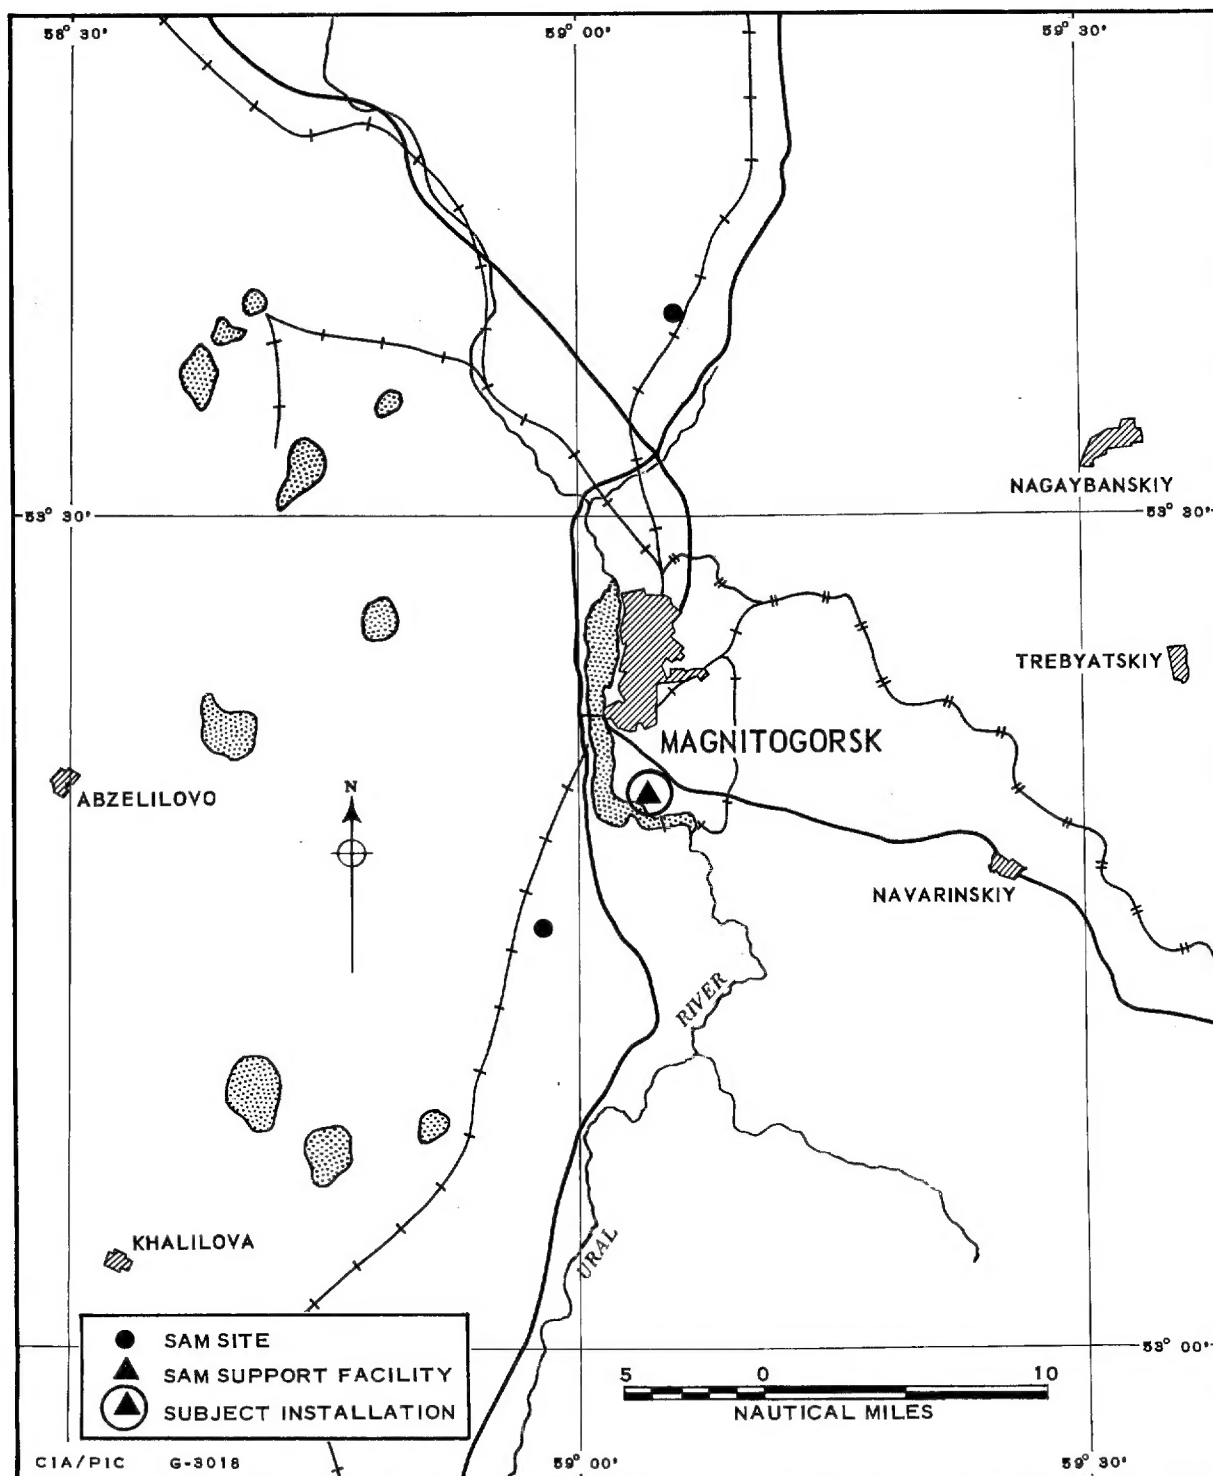 58° 30'
59° 00'
59° 30'
NAGAYBANSKIY
53° 30'
53° 30'
TREBYATSKIY
MAGNITOGORSK
ABZELILOVO
N
NAVARINSKIY
RIVER
URAL
KHALILOVA
SAM SITE
SAM SUPPORT FACILITY
SUBJECT INSTALLATION
53° 00'
5 0 10
NAUTICAL MILES
CIA/PIC G-3018
59° 00'
59° 30'